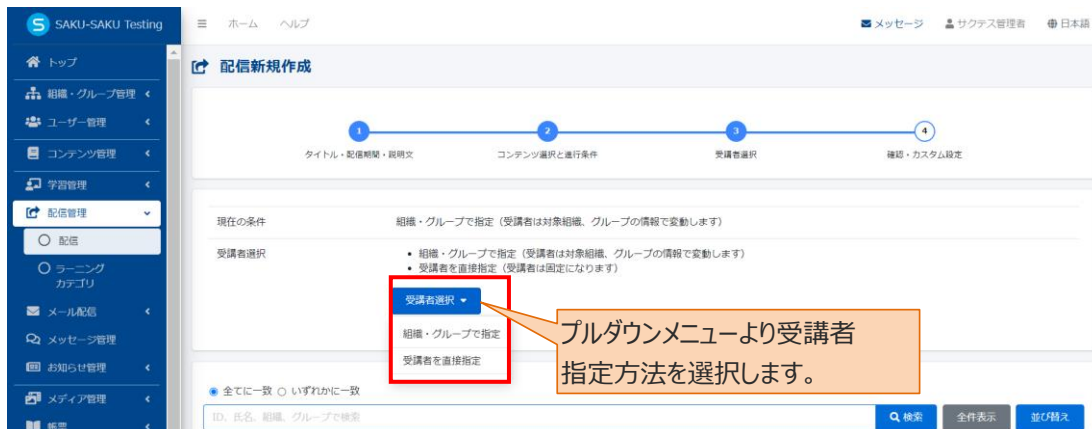 SAKU-SAKU Testing
ホーム ヘルプ
メッセージ サクテス管理者 日本語
トップ
組織・グループ管理
ユーザー管理
コンテンツ管理
学習管理
配信管理
配信
ラーニング
カテゴリ
メール配信
メッセージ管理
お知らせ管理
メディア管理
帳票
配信新規作成
1 2 3 4
タイトル・配信期間・説明文 コンテンツ選択と進行条件 受講者選択 確認・カスタム設定
現在の条件 組織・グループで指定（受講者は対象組織、グループの情報で変動します）
受講者選択 • 組織・グループで指定（受講者は対象組織、グループの情報で変動します）
• 受講者を直接指定（受講者は固定になります）
受講者選択
組織・グループで指定
受講者を直接指定
プルダウンメニューより受講者
指定方法を選択します。
全てに一致 いずれかに一致
ID、氏名、組織、グループで検索 検索 全件表示 並び替え